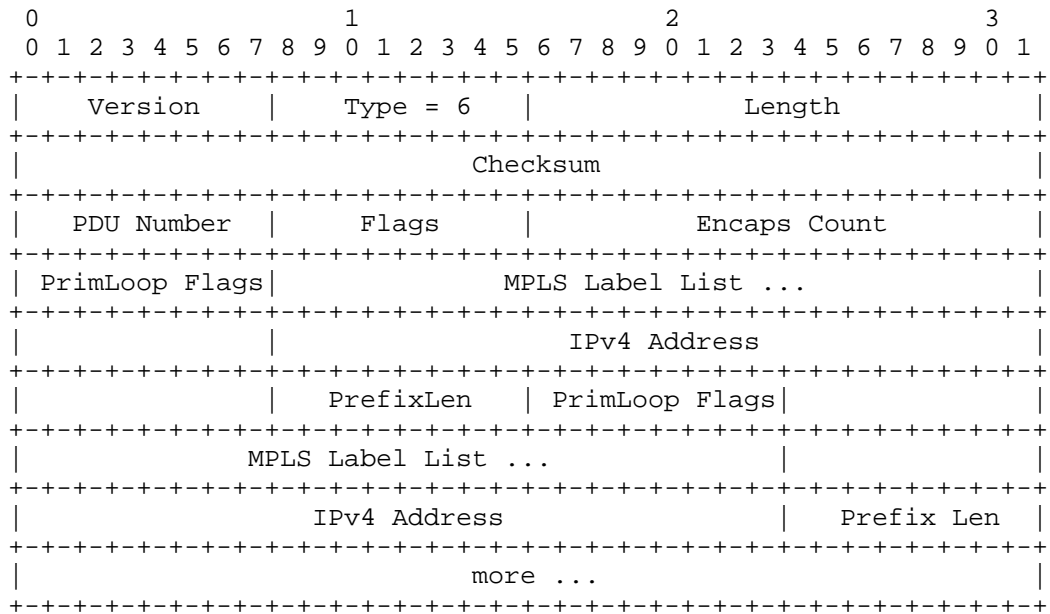 0                   1                   2                   3
 0 1 2 3 4 5 6 7 8 9 0 1 2 3 4 5 6 7 8 9 0 1 2 3 4 5 6 7 8 9 0 1
+-+-+-+-+-+-+-+-+-+-+-+-+-+-+-+-+-+-+-+-+-+-+-+-+-+-+-+-+-+-+-+-+
|    Version    |    Type = 6   |             Length            |
+-+-+-+-+-+-+-+-+-+-+-+-+-+-+-+-+-+-+-+-+-+-+-+-+-+-+-+-+-+-+-+-+
|                            Checksum                           |
+-+-+-+-+-+-+-+-+-+-+-+-+-+-+-+-+-+-+-+-+-+-+-+-+-+-+-+-+-+-+-+-+
|   PDU Number  |     Flags     |          Encaps Count         |
+-+-+-+-+-+-+-+-+-+-+-+-+-+-+-+-+-+-+-+-+-+-+-+-+-+-+-+-+-+-+-+-+
| PrimLoop Flags|              MPLS Label List ...              |
+-+-+-+-+-+-+-+-+-+-+-+-+-+-+-+-+-+-+-+-+-+-+-+-+-+-+-+-+-+-+-+-+
|               |                  IPv4 Address                 |
+-+-+-+-+-+-+-+-+-+-+-+-+-+-+-+-+-+-+-+-+-+-+-+-+-+-+-+-+-+-+-+-+
|               |   PrefixLen   | PrimLoop Flags|               |
+-+-+-+-+-+-+-+-+-+-+-+-+-+-+-+-+-+-+-+-+-+-+-+-+-+-+-+-+-+-+-+-+
|              MPLS Label List ...              |               |
+-+-+-+-+-+-+-+-+-+-+-+-+-+-+-+-+-+-+-+-+-+-+-+-+-+-+-+-+-+-+-+-+
|                  IPv4 Address                 |   Prefix Len  |
+-+-+-+-+-+-+-+-+-+-+-+-+-+-+-+-+-+-+-+-+-+-+-+-+-+-+-+-+-+-+-+-+
|                            more ...                           |
+-+-+-+-+-+-+-+-+-+-+-+-+-+-+-+-+-+-+-+-+-+-+-+-+-+-+-+-+-+-+-+-+